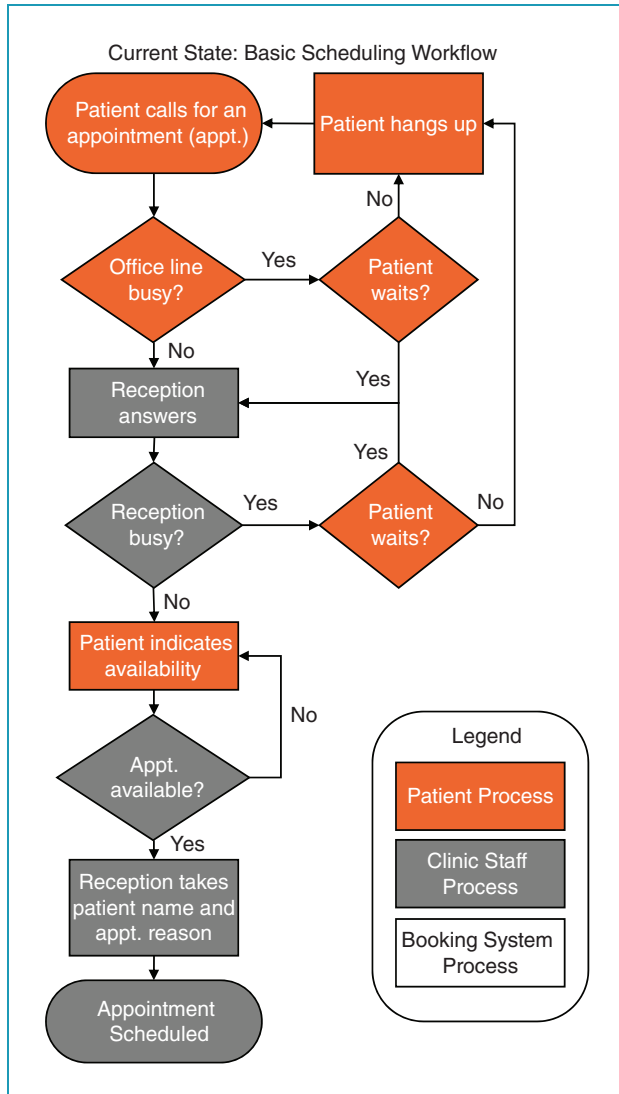 Current State: Basic Scheduling Workflow
Patient calls for an
appointment (appt.)
Patient hangs up
No
Office line
busy?
Yes
Patient
waits?
No
Yes
Reception
answers
Yes
Reception
busy?
Yes
Patient
waits?
No
No
Patient indicates
availability
No
Appt.
available?
Yes
Reception takes
patient name and
appt. reason
Appointment
Scheduled
Legend
Patient Process
Clinic Staff
Process
Booking System
Process